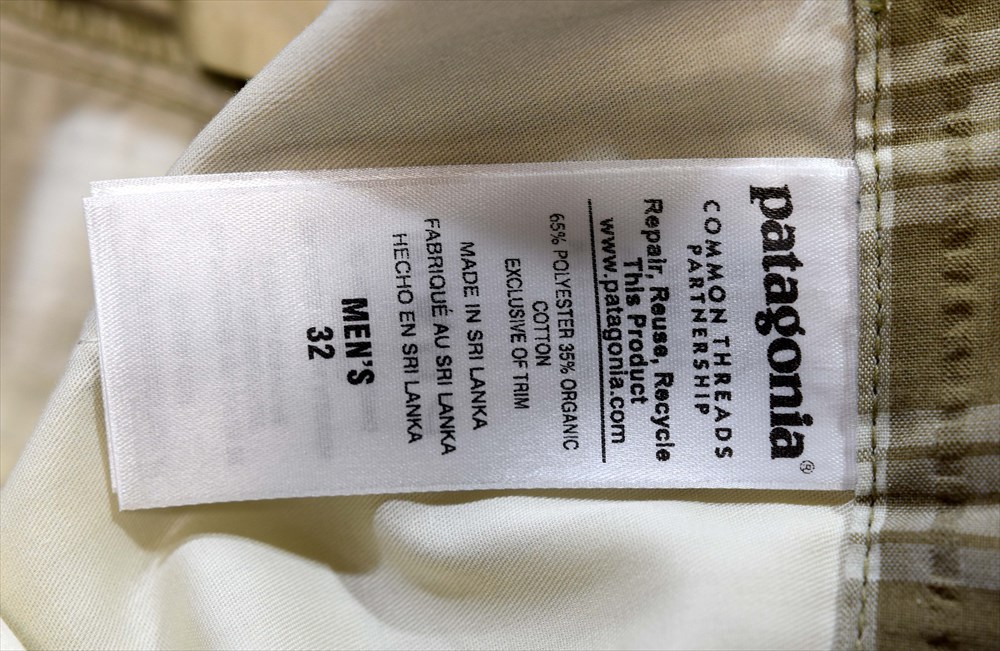 patagonia®
COMMON THREADS
PARTNERSHIP
Repair, Reuse, Recycle
This Product
www.patagonia.com
65% POLYESTER 35% ORGANIC
COTTON
EXCLUSIVE OF TRIM
MADE IN SRI LANKA
FABRIQUÉ AU SRI LANKA
HECHO EN SRI LANKA
MEN'S
32